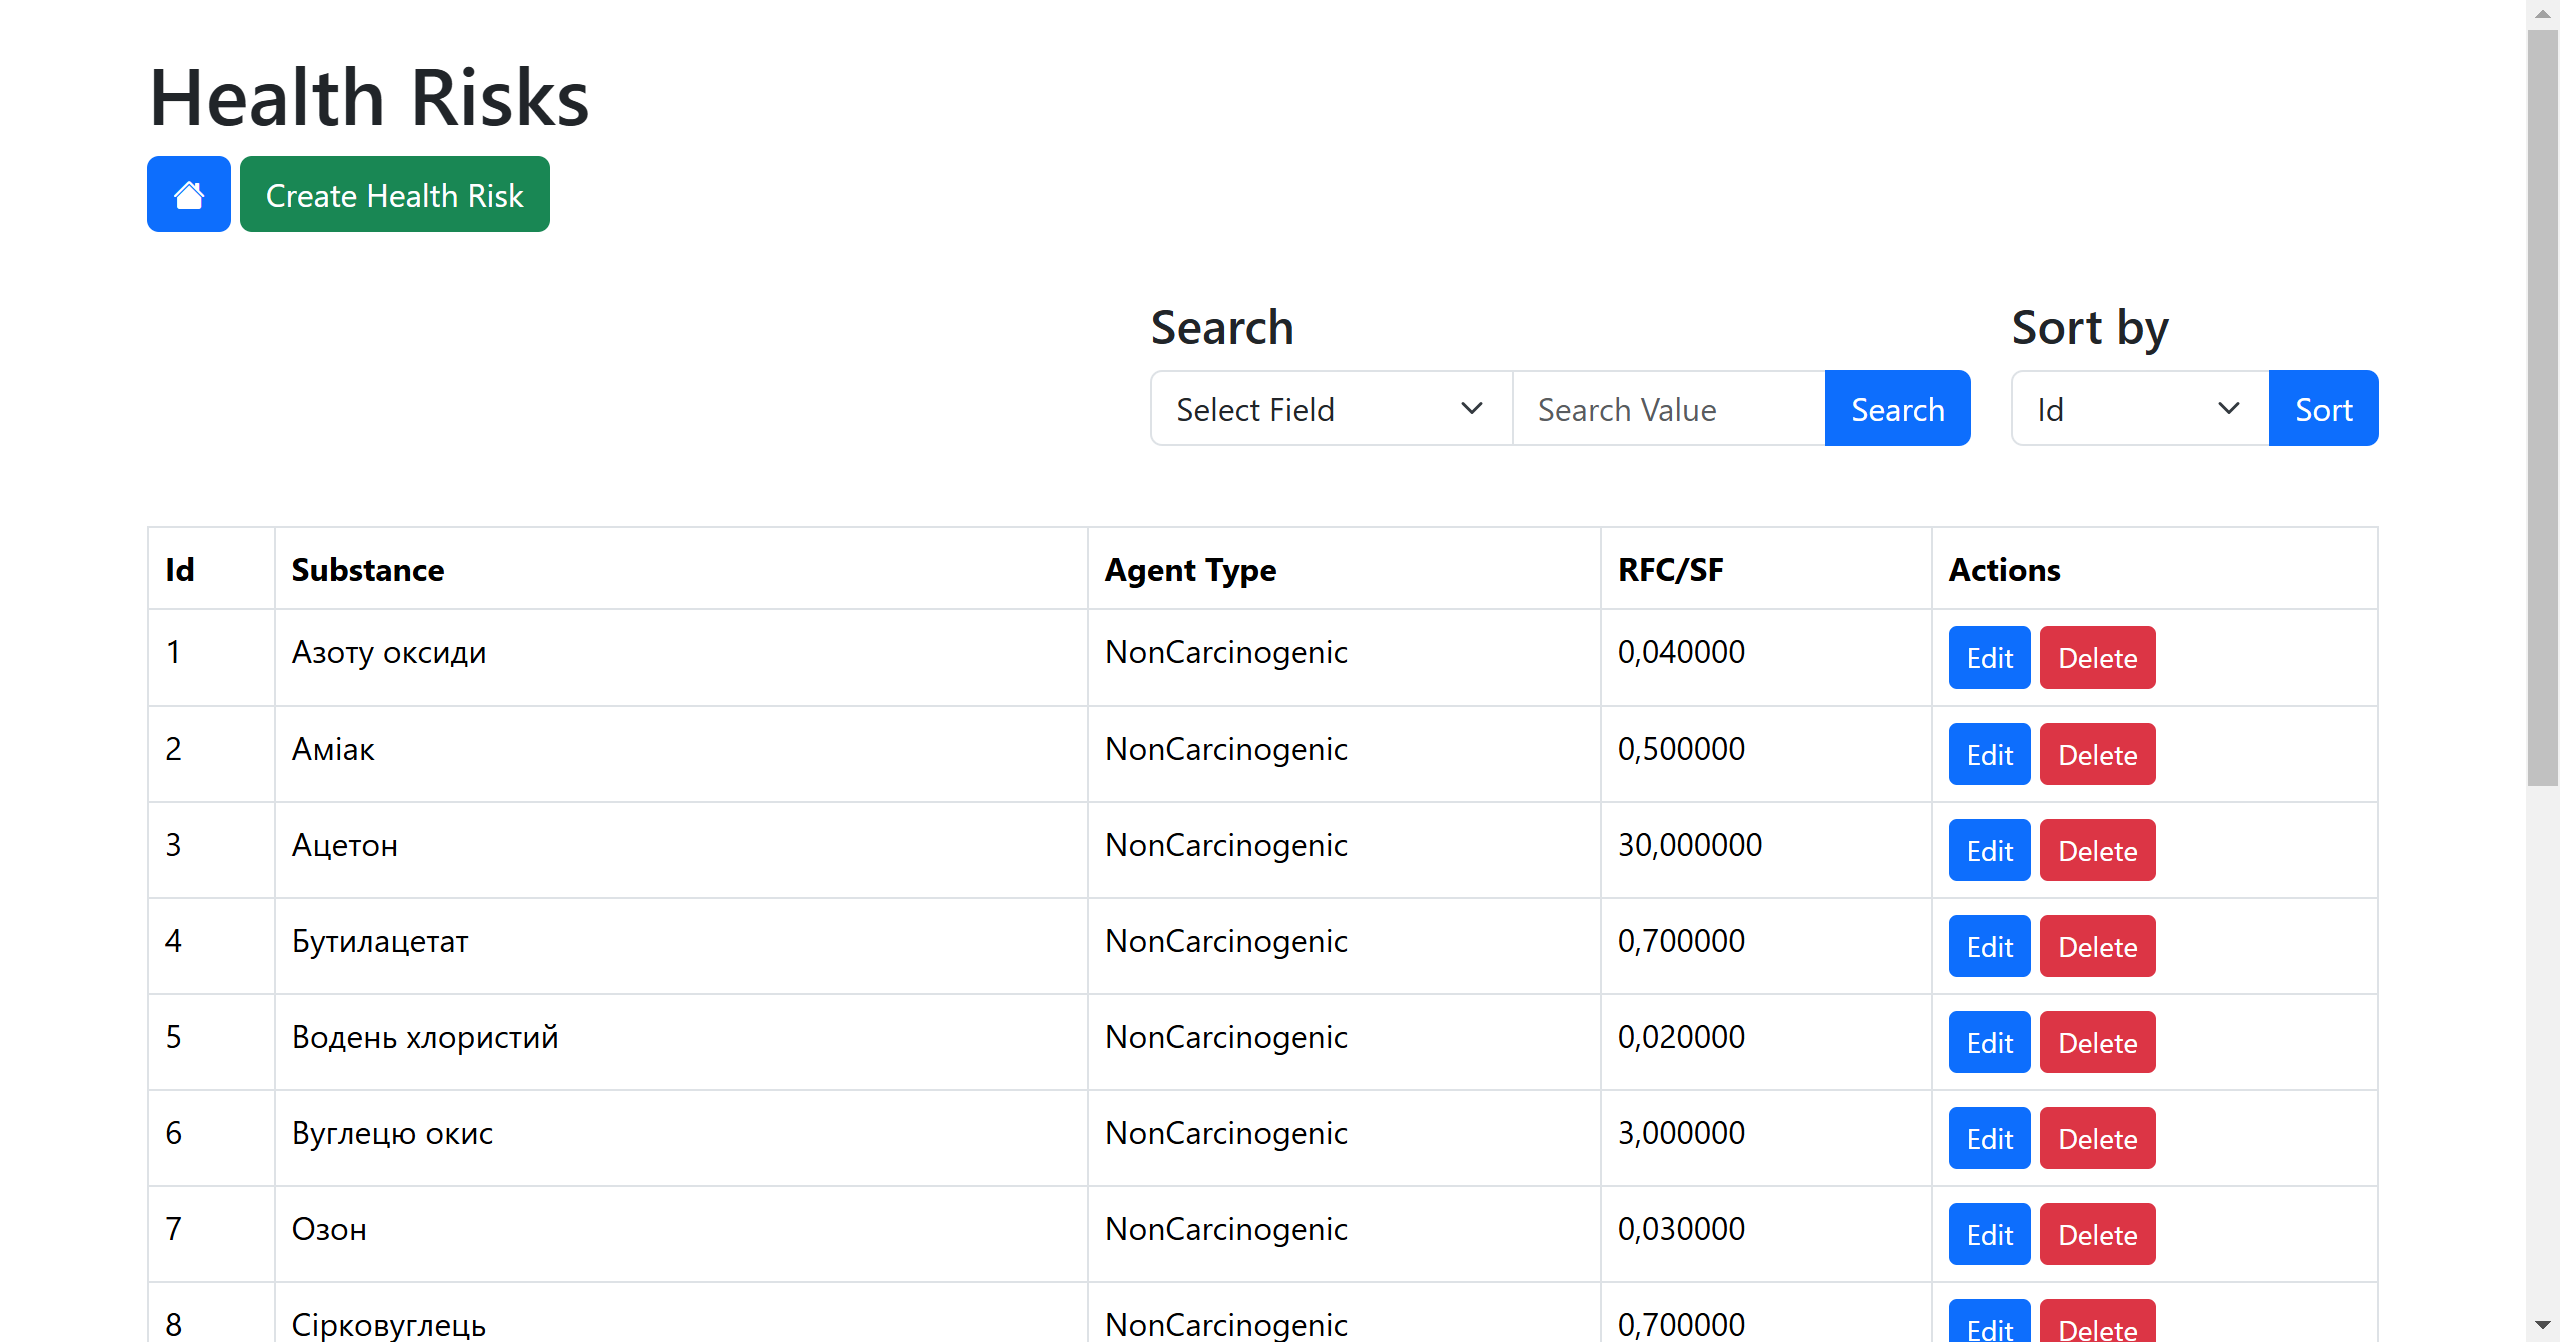 Health Risks
Create Health Risk
Search Sort by
Select Field Search Value Search Id Sort
Id Substance Agent Type RFC/SF Actions
1 Азоту оксиди NonCarcinogenic 0,040000 Edit Delete
2 Аміак NonCarcinogenic 0,500000 Edit Delete
3 Ацетон NonCarcinogenic 30,000000 Edit Delete
4 Бутилацетат NonCarcinogenic 0,700000 Edit Delete
5 Водень хлористий NonCarcinogenic 0,020000 Edit Delete
6 Вуглецю окис NonCarcinogenic 3,000000 Edit Delete
7 Озон NonCarcinogenic 0,030000 Edit Delete
8 Сірковуглець NonCarcinogenic 0,700000 Edit Delete